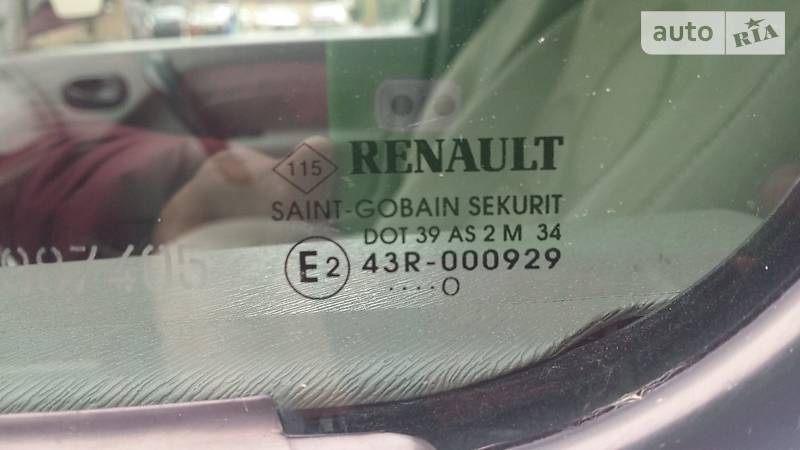 auto RIA
115 RENAULT
SAINT-GOBAIN SEKURIT
DOT 39 AS 2 M 34
E2 43R-000929
....O